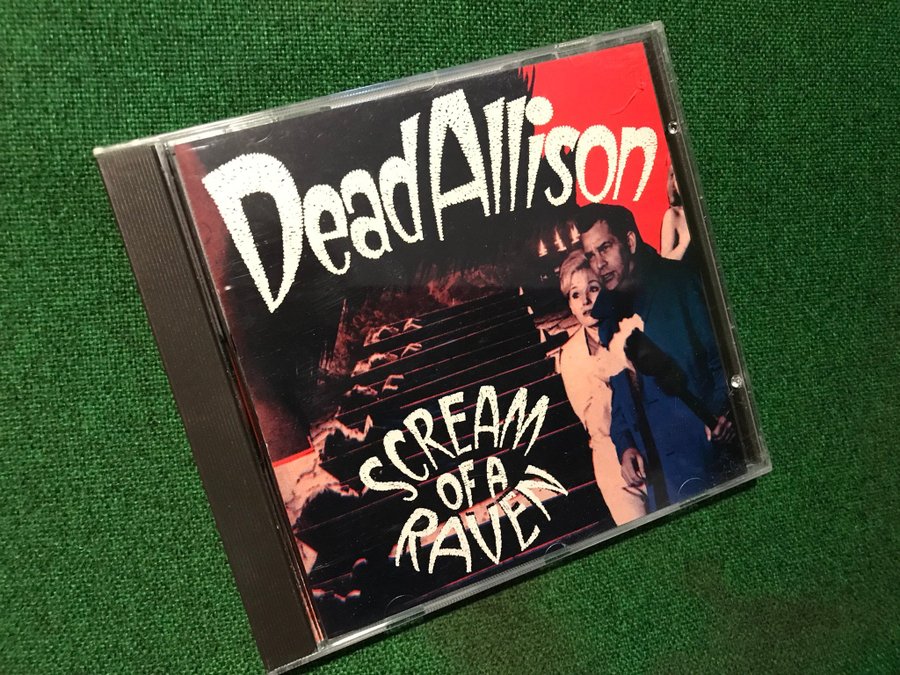 Dead Allison
SCREAM
OF A
RAVEN